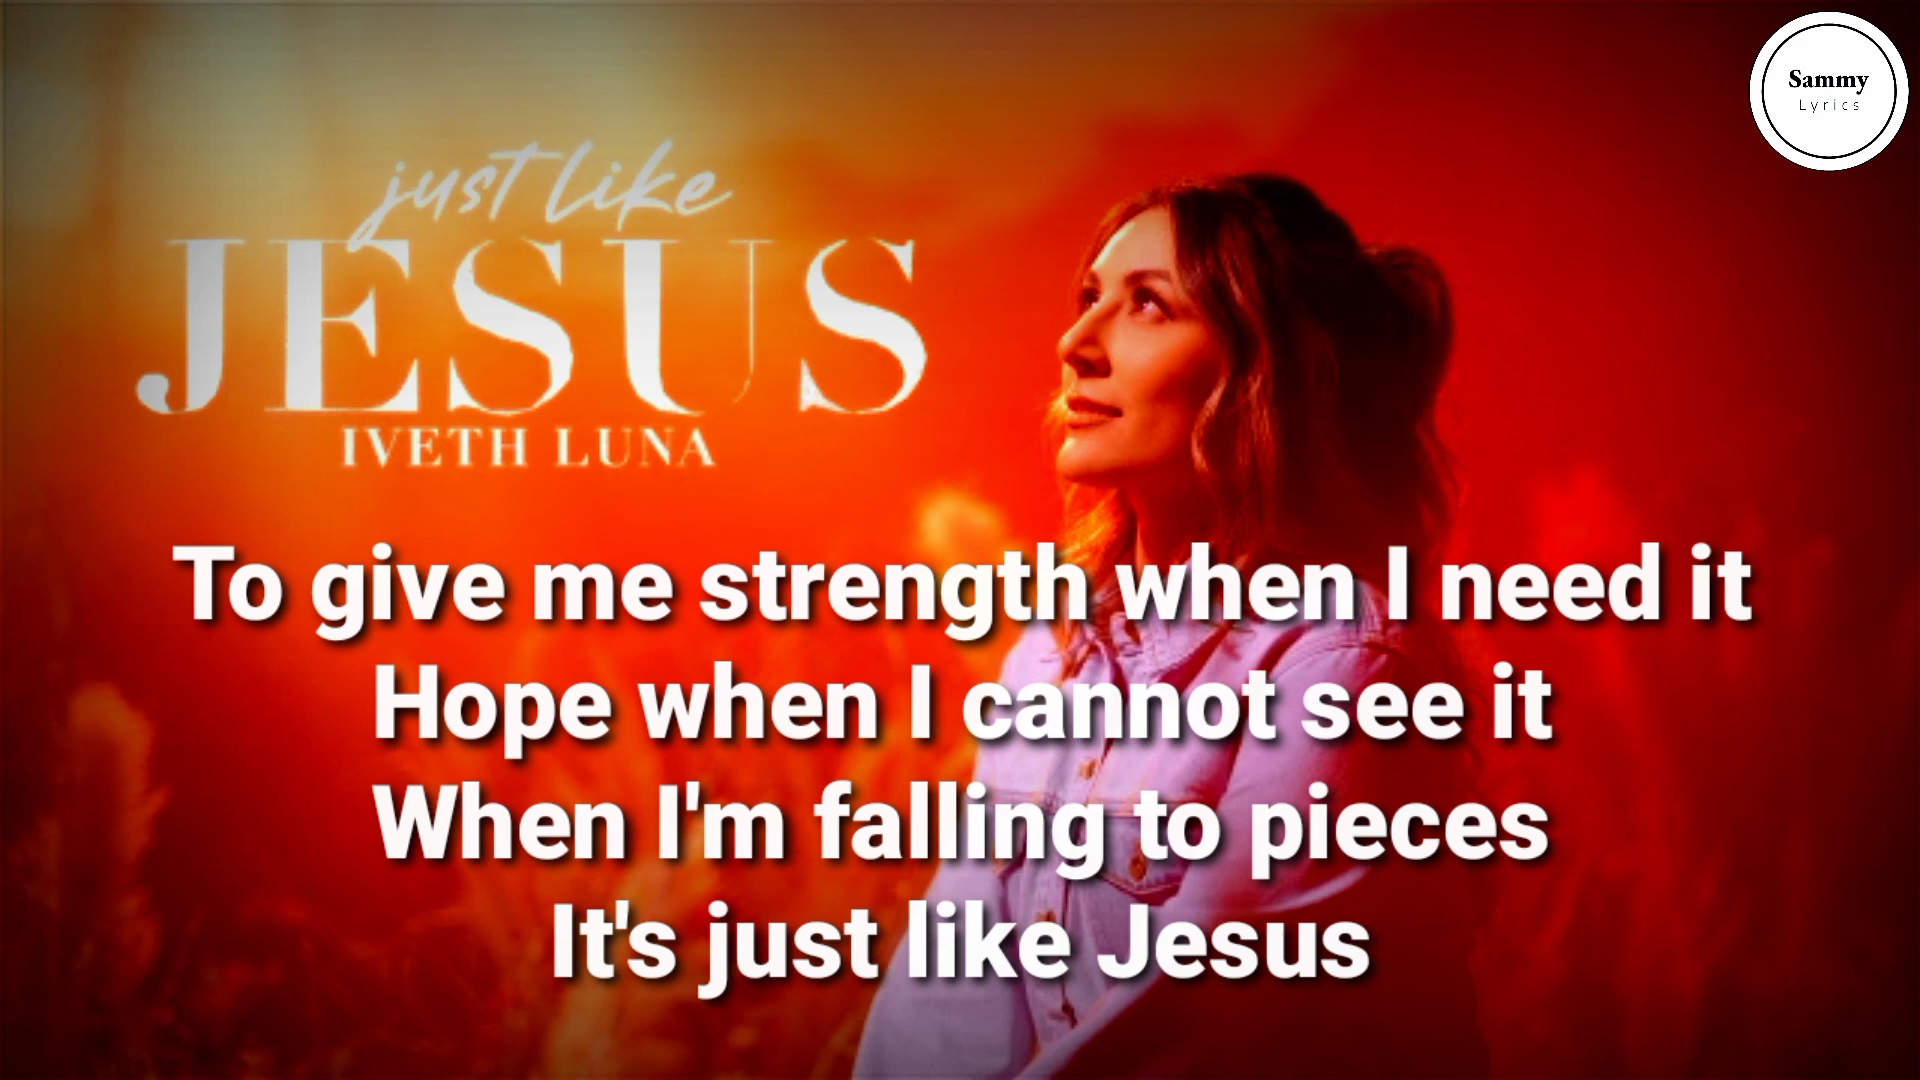 just like
JESUS
IVETH LUNA
Sammy
Lyrics
To give me strength when I need it
Hope when I cannot see it
When I'm falling to pieces
It's just like Jesus